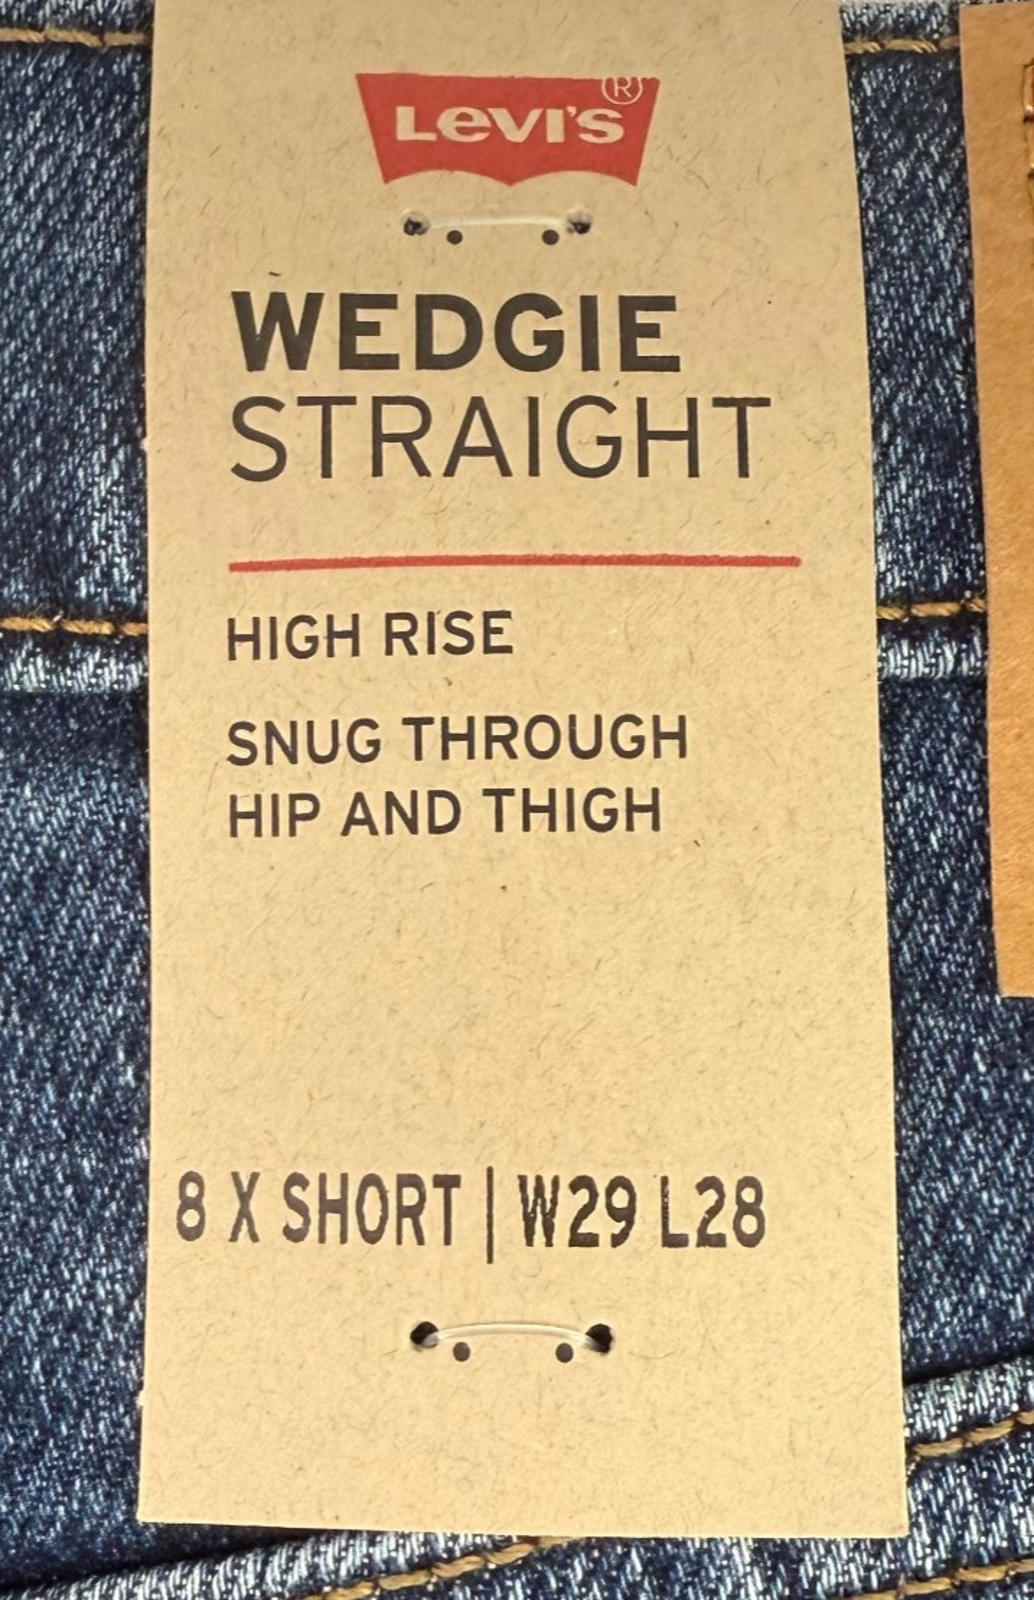 Levi's®
WEDGIE
STRAIGHT
HIGH RISE
SNUG THROUGH
HIP AND THIGH
8 X SHORT | W29 L28